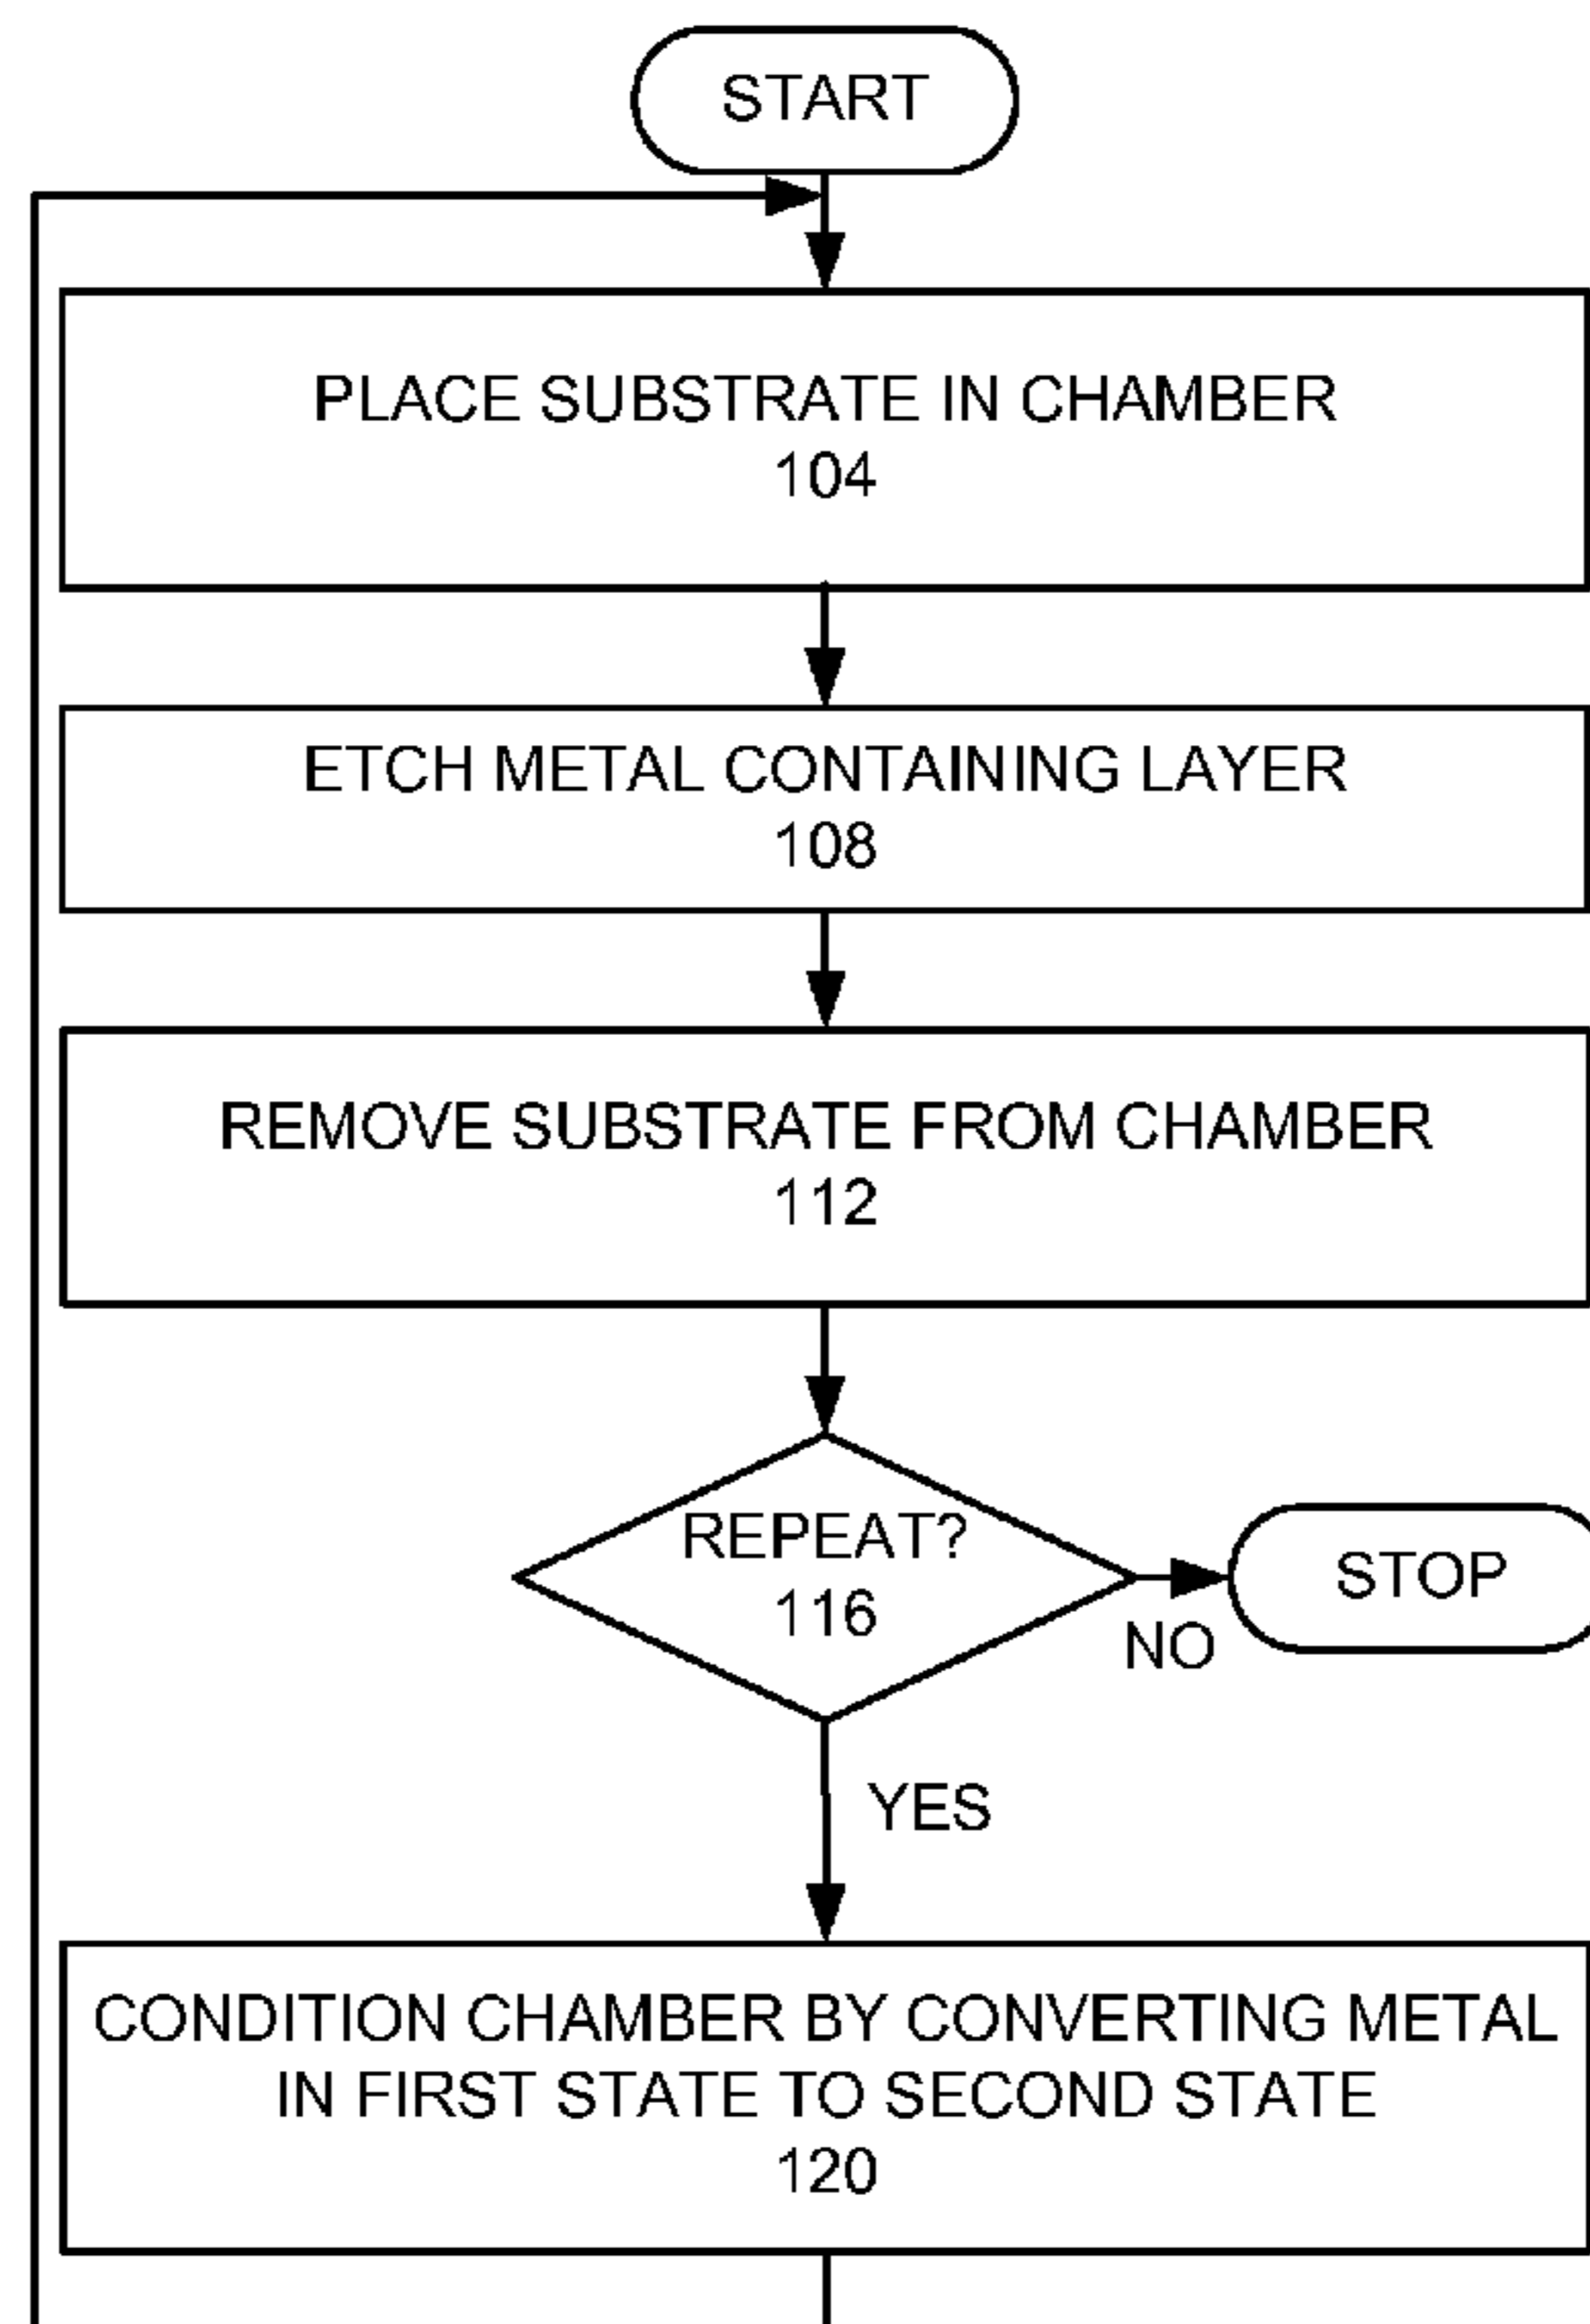 START
PLACE SUBSTRATE IN CHAMBER
104
ETCH METAL CONTAINING LAYER
108
REMOVE SUBSTRATE FROM CHAMBER
112
REPEAT?
116
STOP
NO
YES
CONDITION CHAMBER BY CONVERTING METAL
IN FIRST STATE TO SECOND STATE
120